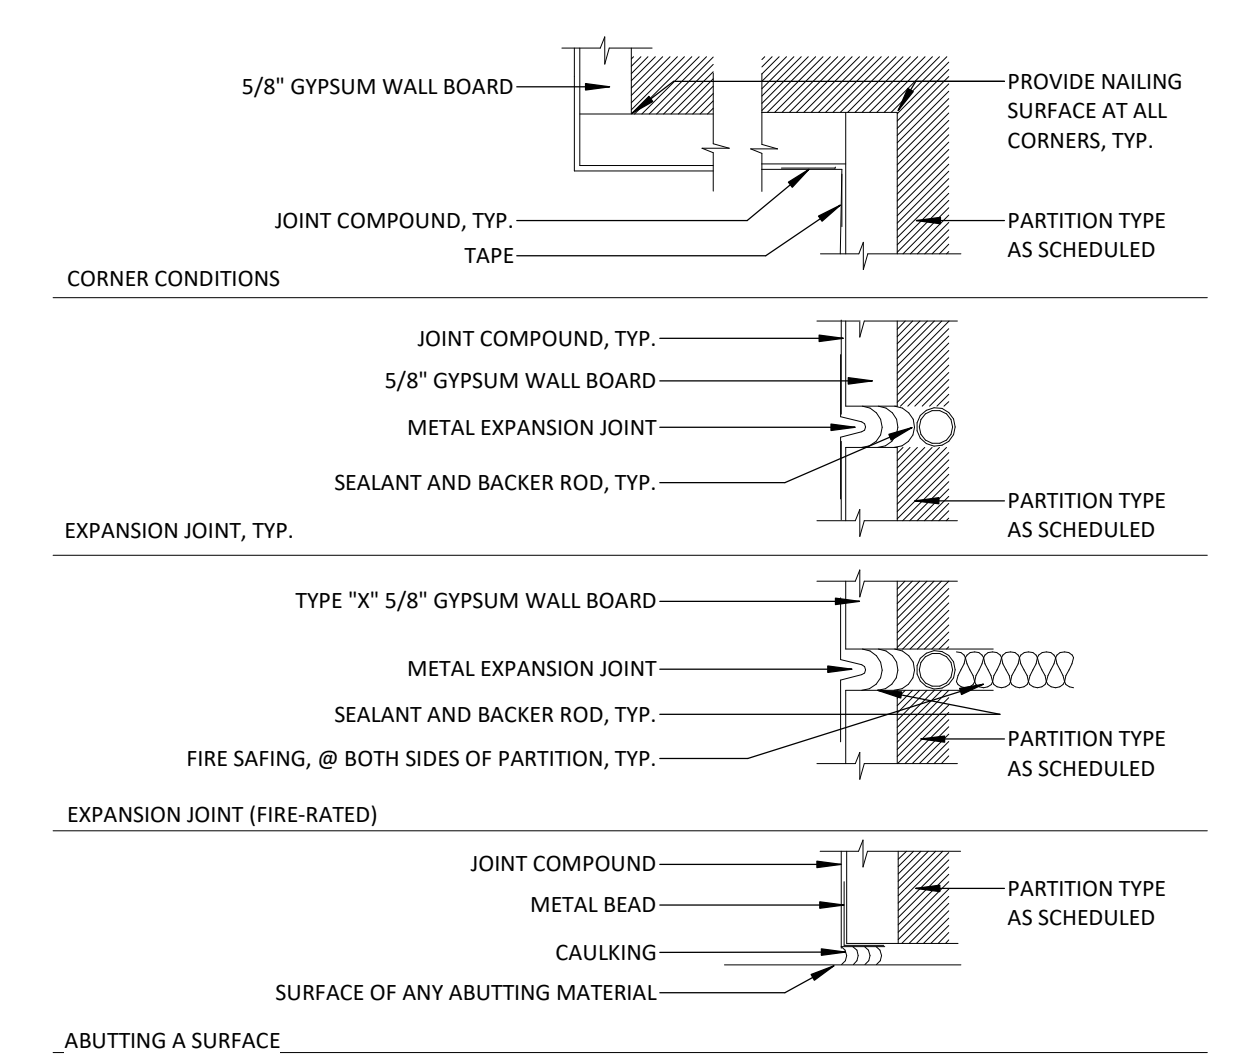 5/8" GYPSUM WALL BOARD
PROVIDE NAILING
SURFACE AT ALL
CORNERS, TYP.
JOINT COMPOUND, TYP.
PARTITION TYPE
AS SCHEDULED
TAPE
CORNER CONDITIONS
JOINT COMPOUND, TYP.
5/8" GYPSUM WALL BOARD
METAL EXPANSION JOINT
SEALANT AND BACKER ROD, TYP.
PARTITION TYPE
AS SCHEDULED
EXPANSION JOINT, TYP.
TYPE "X" 5/8" GYPSUM WALL BOARD
METAL EXPANSION JOINT
SEALANT AND BACKER ROD, TYP.
FIRE SAFING, @ BOTH SIDES OF PARTITION, TYP.
PARTITION TYPE
AS SCHEDULED
EXPANSION JOINT (FIRE-RATED)
JOINT COMPOUND
METAL BEAD
PARTITION TYPE
AS SCHEDULED
CAULKING
SURFACE OF ANY ABUTTING MATERIAL
ABUTTING A SURFACE